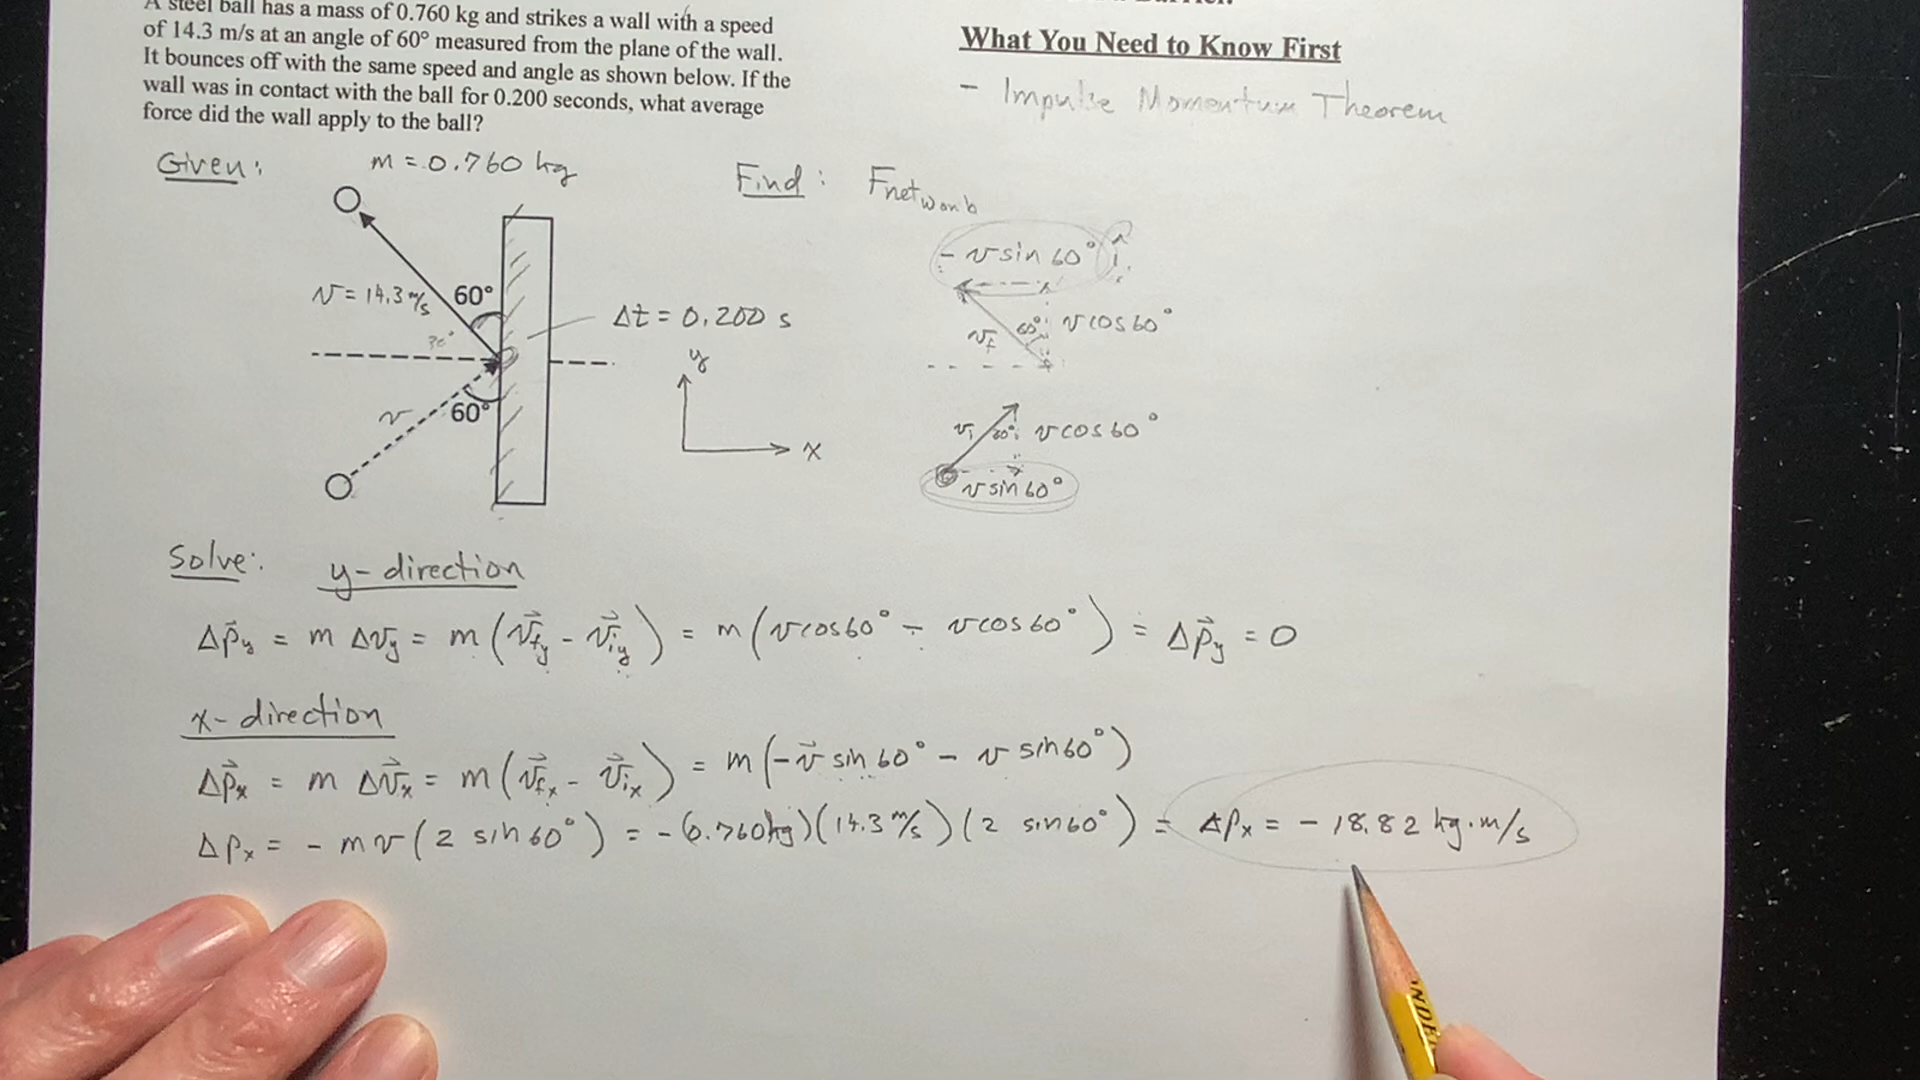 A steel ball has a mass of 0.760 kg and strikes a wall with a speed
of 14.3 m/s at an angle of 60° measured from the plane of the wall.
It bounces off with the same speed and angle as shown below. If the
wall was in contact with the ball for 0.200 seconds, what average
force did the wall apply to the ball?
What You Need to Know First
- Impulse Momentum Theorem
Given: m = 0.760 kg
Find: Fnet w on b
v = 14.3 m/s
60°
30°
Δt = 0.200 s
v
60°
y
x
- v sin 60° î
vf 60° v cos 60°
vi 60° v cos 60°
v sin 60°
Solve: y-direction
Δp⃗y = m Δvy = m (v⃗fy - v⃗iy) = m (v cos 60° - v cos 60°) = Δp⃗y = 0
x-direction
Δp⃗x = m Δv⃗x = m (v⃗fx - v⃗ix) = m (-v⃗ sin 60° - v sin 60°)
Δpx = - mv (2 sin 60°) = -(0.760 kg)(14.3 m/s)(2 sin 60°) = Δpx = - 18.82 kg·m/s